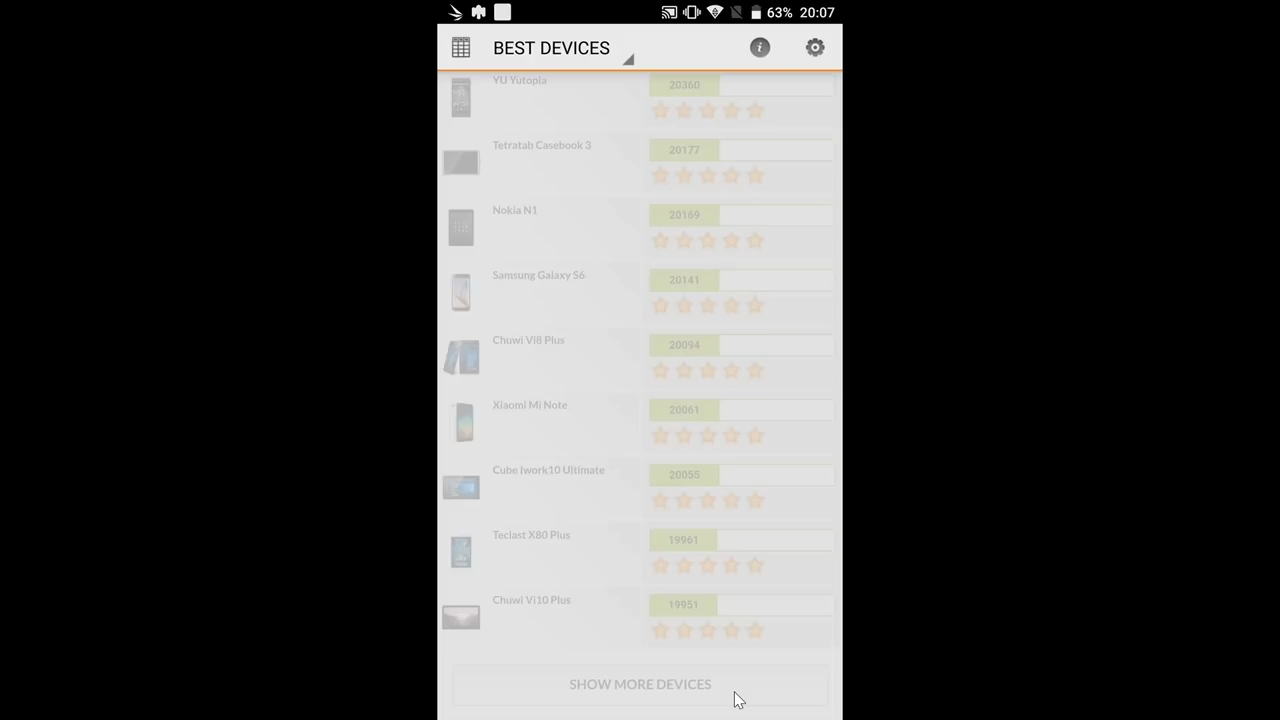 63% 20:07
BEST DEVICES
YU Yutopia
20360
Tetratab Casebook 3
20177
Nokia N1
20169
Samsung Galaxy S6
20141
Chuwi Vi8 Plus
20094
Xiaomi Mi Note
20061
Cube Iwork10 Ultimate
20055
Teclast X80 Plus
19961
Chuwi Vi10 Plus
19951
SHOW MORE DEVICES